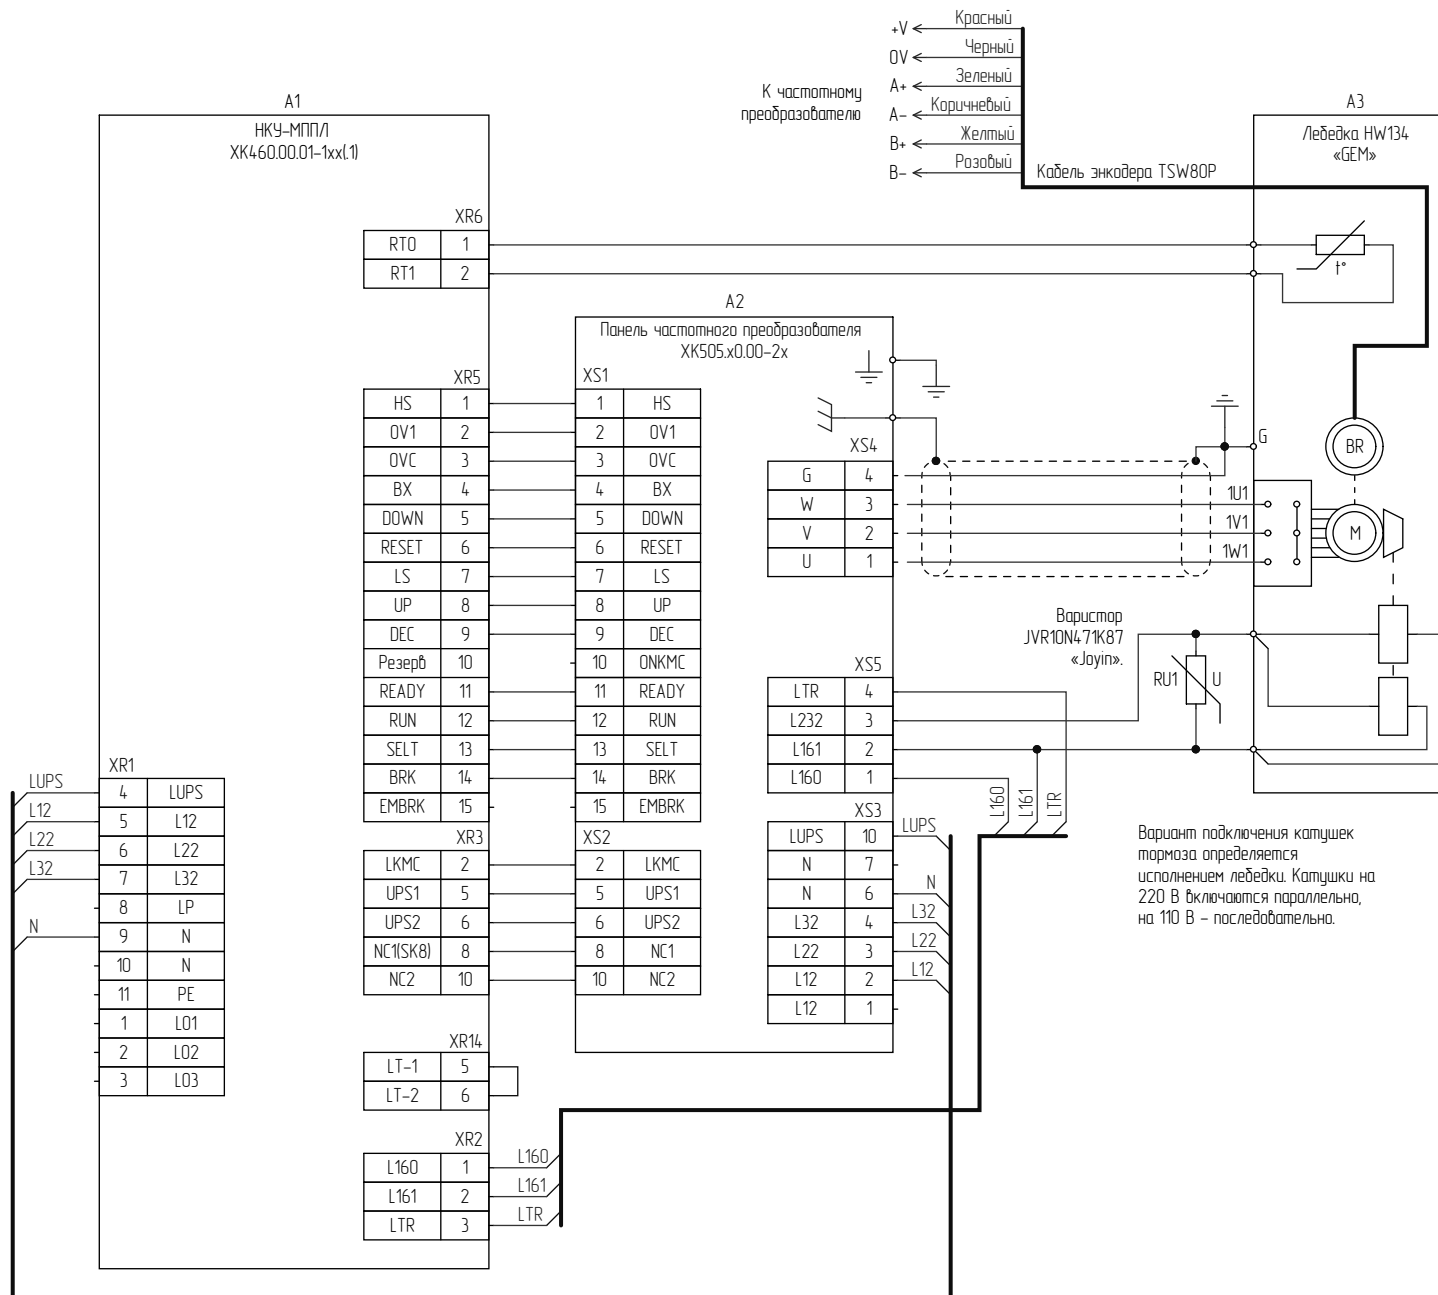 +V Красный
0V Черный
A+ Зеленый
A- Коричневый
B+ Желтый
B- Розовый
К частотному
преобразователю
Кабель энкодера TSW80P
A1
НКУ-МППЛ
ХК460.00.01-1хх(.1)
A3
Лебедка HW134
«GEM»
XR6
RT0 1
RT1 2
t°
A2
Панель частотного преобразователя
ХК505.х0.00-2х
XR5
HS 1
0V1 2
0VC 3
BX 4
DOWN 5
RESET 6
LS 7
UP 8
DEC 9
Резерв 10
READY 11
RUN 12
SELT 13
BRK 14
EMBRK 15
XS1
1 HS
2 0V1
3 0VC
4 BX
5 DOWN
6 RESET
7 LS
8 UP
9 DEC
10 ONKMC
11 READY
12 RUN
13 SELT
14 BRK
15 EMBRK
XS4
G 4
W 3
V 2
U 1
G
BR
1U1
1V1
1W1
M
Варистор
JVR10N471K87
«Joyin».
RU1 U
XS5
LTR 4
L232 3
L161 2
L160 1
L160
L161
LTR
XR1
LUPS 4 LUPS
L12 5 L12
L22 6 L22
L32 7 L32
8 LP
N 9 N
10 N
11 PE
1 L01
2 L02
3 L03
XR3
LKMC 2
UPS1 5
UPS2 6
NC1(SK8) 8
NC2 10
XS2
2 LKMC
5 UPS1
6 UPS2
8 NC1
10 NC2
XS3
LUPS 10 LUPS
N 7
N 6 N
L32 4 L32
L22 3 L22
L12 2 L12
L12 1
Вариант подключения катушек
тормоза определяется
исполнением лебедки. Катушки на
220 В включаются параллельно,
на 110 В - последовательно.
XR14
LT-1 5
LT-2 6
XR2
L160 1 L160
L161 2 L161
LTR 3 LTR